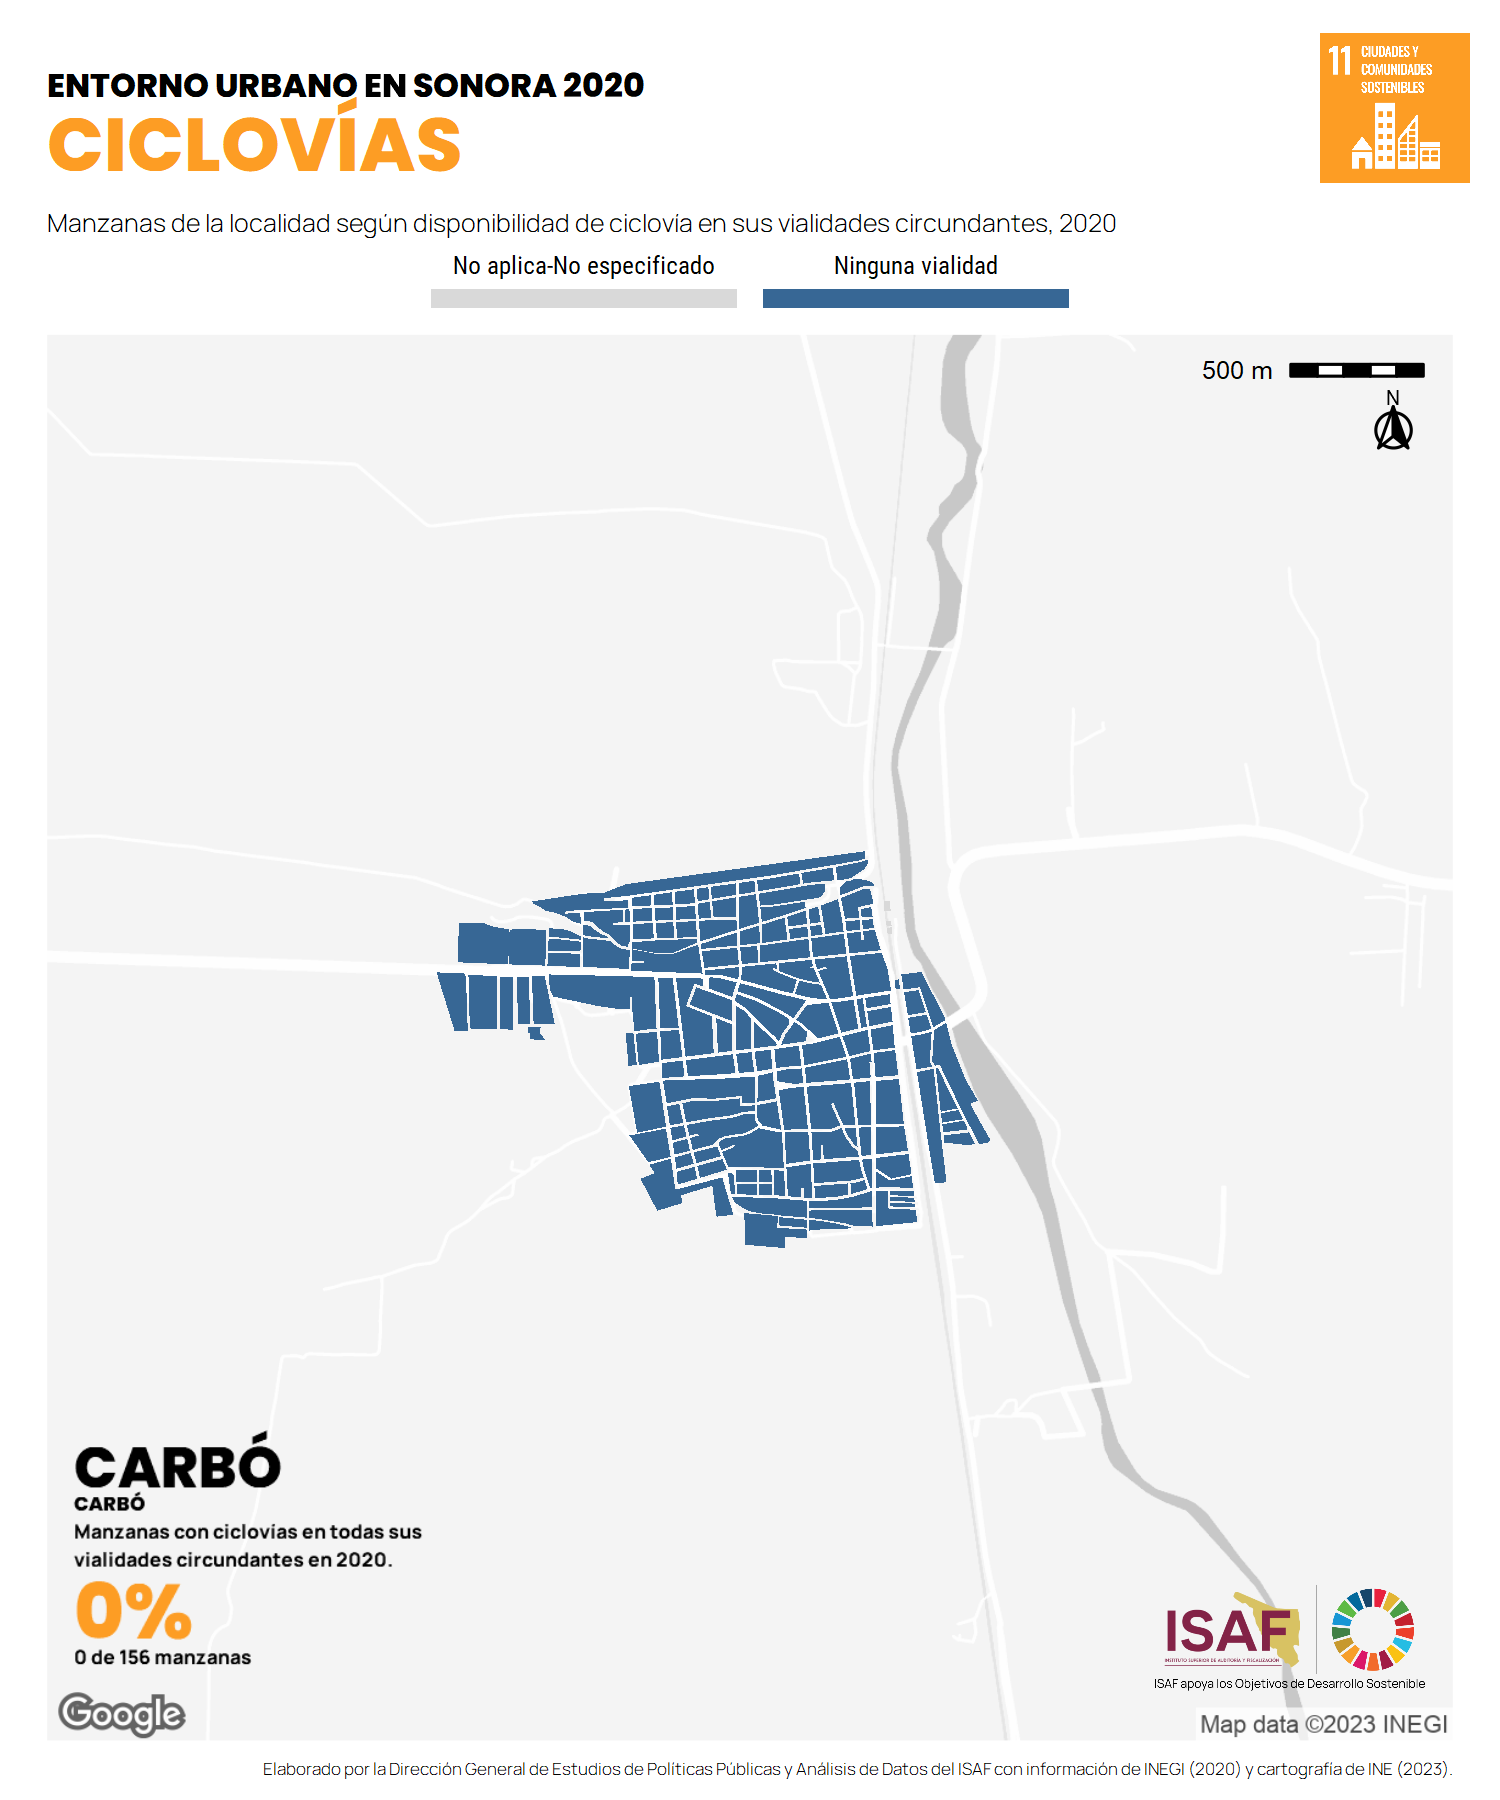 ENTORNO URBANO EN SONORA 2020
CICLOVÍAS
11 CIUDADES Y
COMUNIDADES
SOSTENIBLES
Manzanas de la localidad según disponibilidad de ciclovía en sus vialidades circundantes, 2020
No aplica-No especificado
Ninguna vialidad
500 m
N
CARBÓ
CARBÓ
Manzanas con ciclovias en todas sus
vialidades circundantes en 2020.
0%
0 de 156 manzanas
Google
ISAF
INSTITUTO SUPERIOR DE AUDITORÍA Y FISCALIZACIÓN
ISAF apoya los Objetivos de Desarrollo Sostenible
Map data ©2023 INEGI
Elaborado por la Dirección General de Estudios de Políticas Públicas y Análisis de Datos del ISAF con información de INEGI (2020) y cartografía de INE (2023).